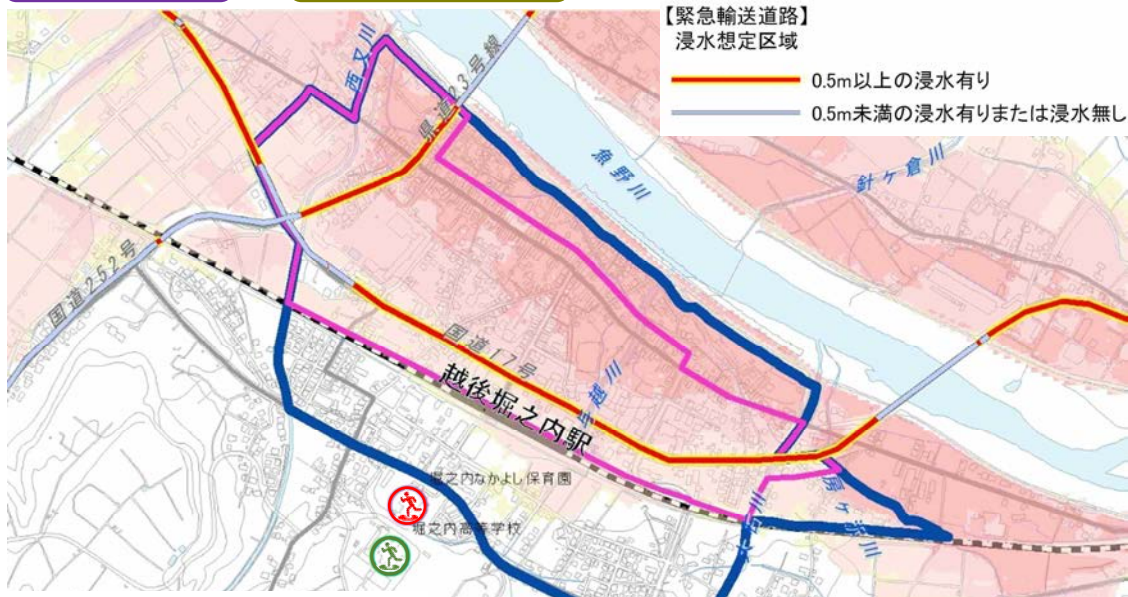 【緊急輸送道路】
浸水想定区域
0.5m以上の浸水有り
0.5m未満の浸水有りまたは浸水無し
西又川
県道23号線
魚野川
針ヶ倉川
国道252号
国道17号
越後堀之内駅
堀之内なかよし保育園
堀之内高等学校